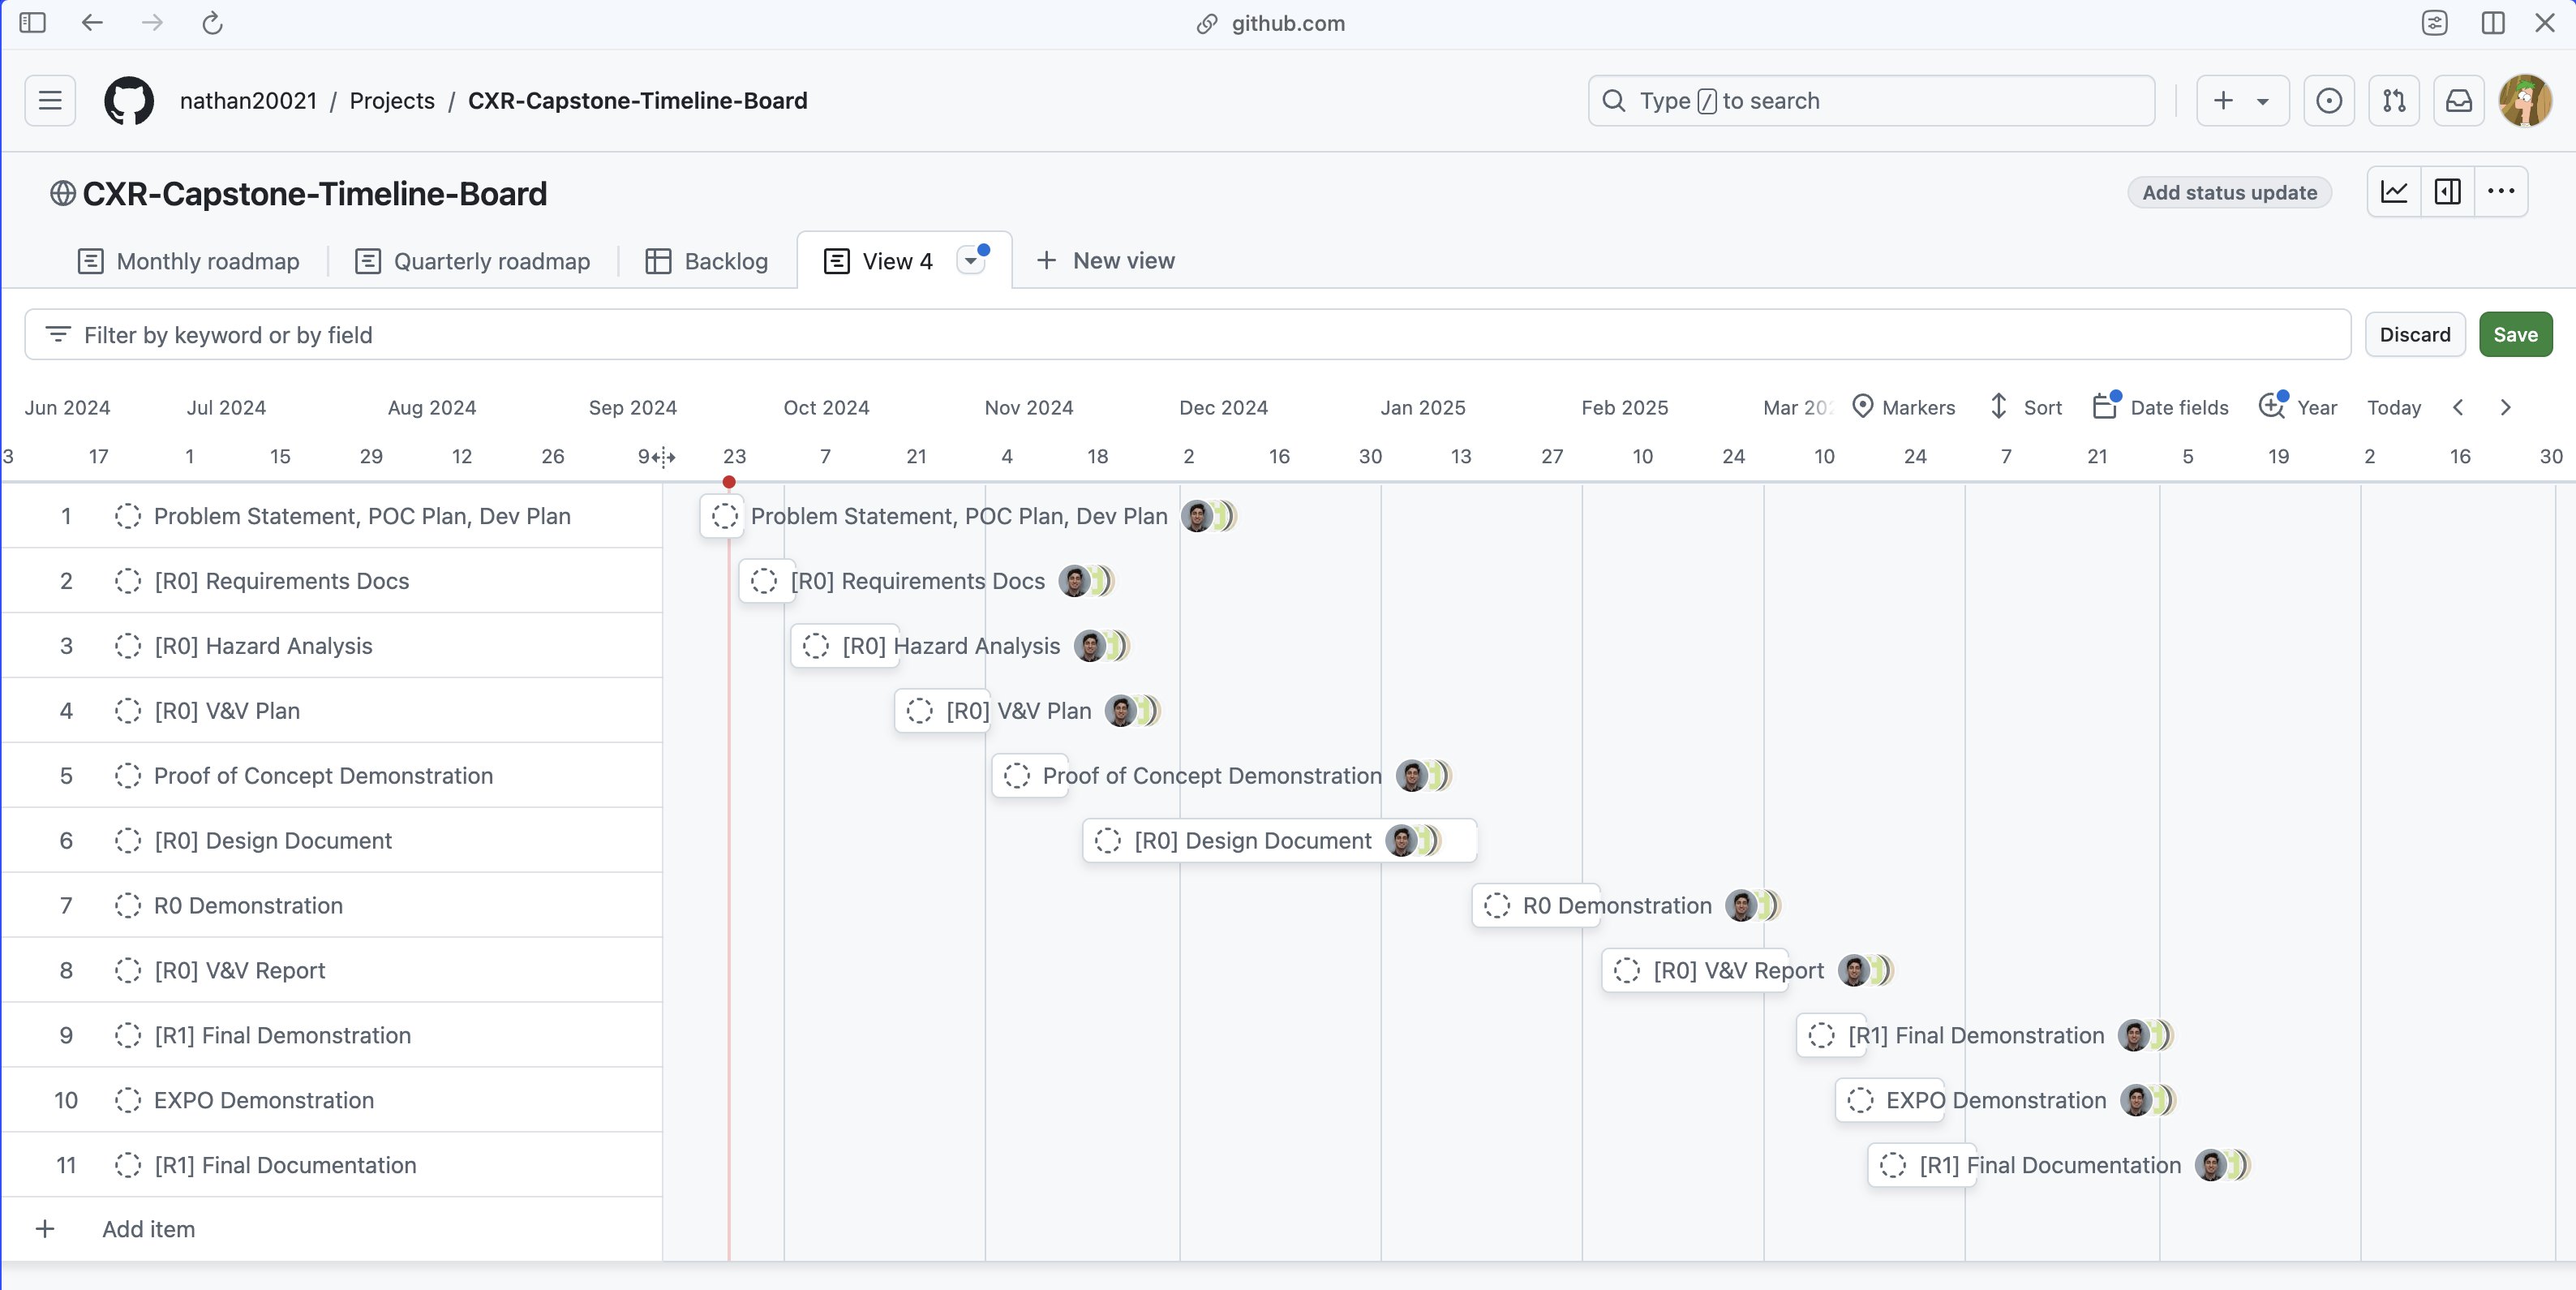 github.com
nathan20021 / Projects / CXR-Capstone-Timeline-Board
Type / to search
CXR-Capstone-Timeline-Board
Add status update
Monthly roadmap
Quarterly roadmap
Backlog
View 4
New view
Filter by keyword or by field
Discard
Save
Jun 2024 Jul 2024 Aug 2024 Sep 2024 Oct 2024 Nov 2024 Dec 2024 Jan 2025 Feb 2025 Mar 202
Markers Sort Date fields Year Today
3 17 1 15 29 12 26 9 23 7 21 4 18 2 16 30 13 27 10 24 10 24 7 21 5 19 2 16 30
1 Problem Statement, POC Plan, Dev Plan Problem Statement, POC Plan, Dev Plan
2 [R0] Requirements Docs [R0] Requirements Docs
3 [R0] Hazard Analysis [R0] Hazard Analysis
4 [R0] V&V Plan [R0] V&V Plan
5 Proof of Concept Demonstration Proof of Concept Demonstration
6 [R0] Design Document [R0] Design Document
7 R0 Demonstration R0 Demonstration
8 [R0] V&V Report [R0] V&V Report
9 [R1] Final Demonstration [R1] Final Demonstration
10 EXPO Demonstration EXPO Demonstration
11 [R1] Final Documentation [R1] Final Documentation
Add item